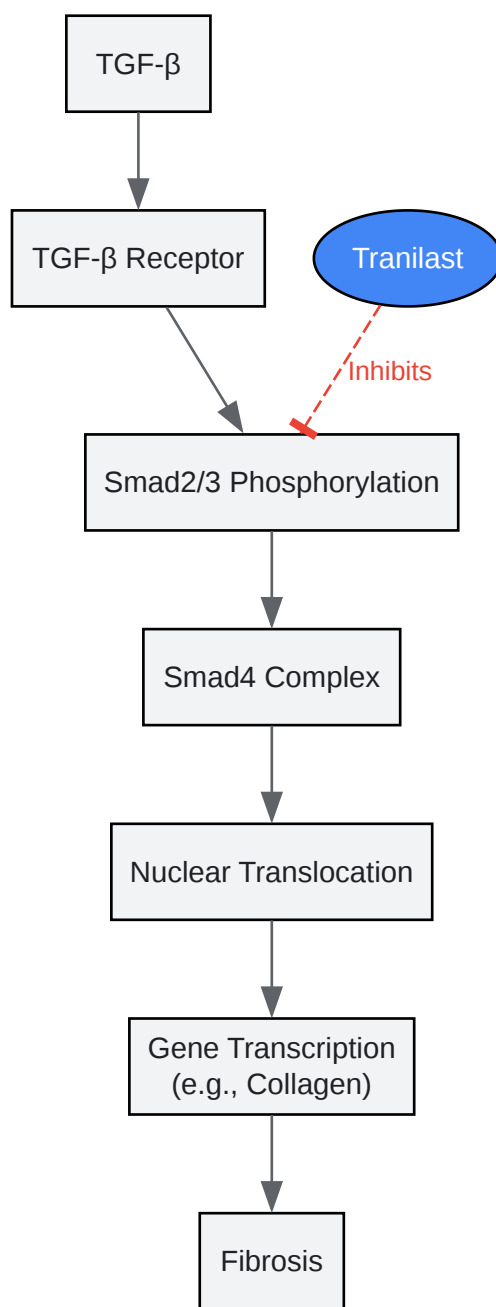 TGF-β
TGF-β Receptor
Tranilast
Inhibits
Smad2/3 Phosphorylation
Smad4 Complex
Nuclear Translocation
Gene Transcription
(e.g., Collagen)
Fibrosis